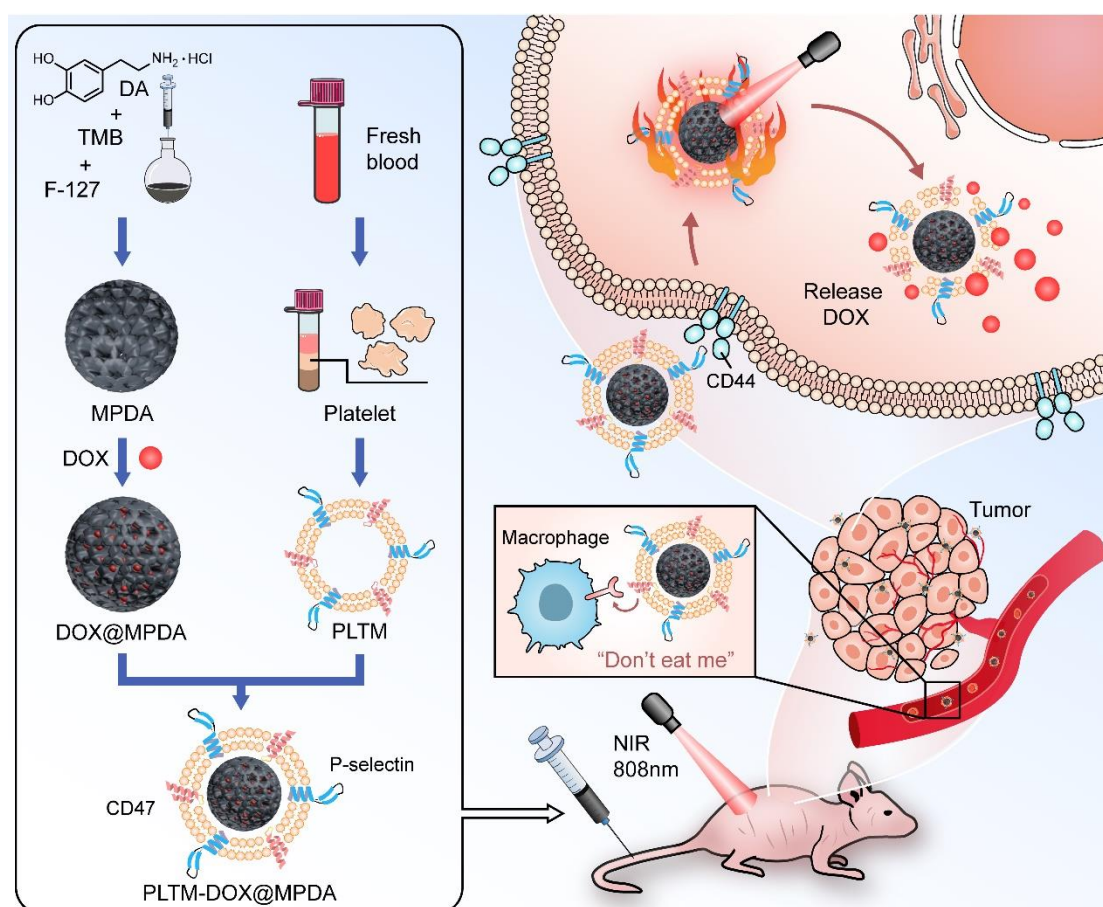 HO
HO
NH₂·HCl
DA
+
TMB
+
F-127
Fresh
blood
MPDA
Platelet
DOX
DOX@MPDA
PLTM
P-selectin
CD47
PLTM-DOX@MPDA
Release
DOX
CD44
Tumor
Macrophage
“Don’t eat me”
NIR
808nm